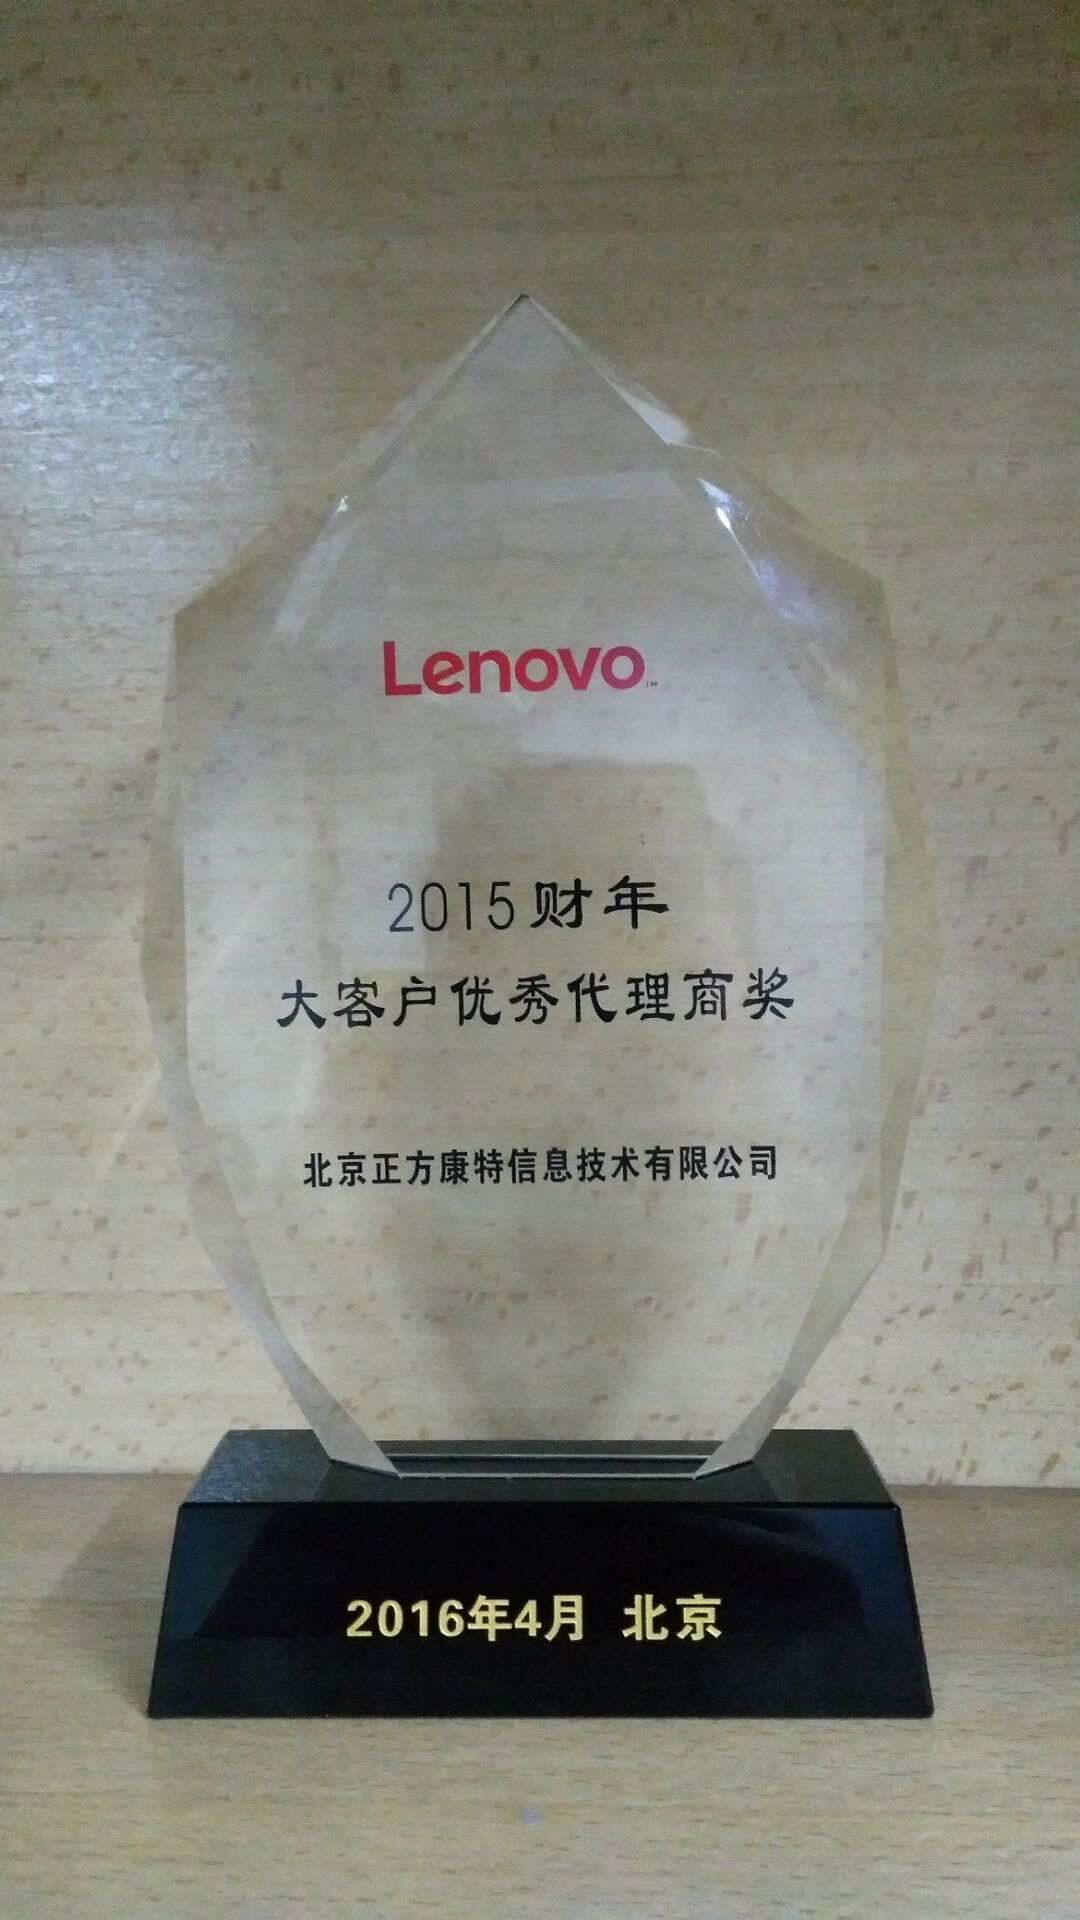 Lenovo™
2015财年
大客户优秀代理商奖
北京正方康特信息技术有限公司
2016年4月 北京